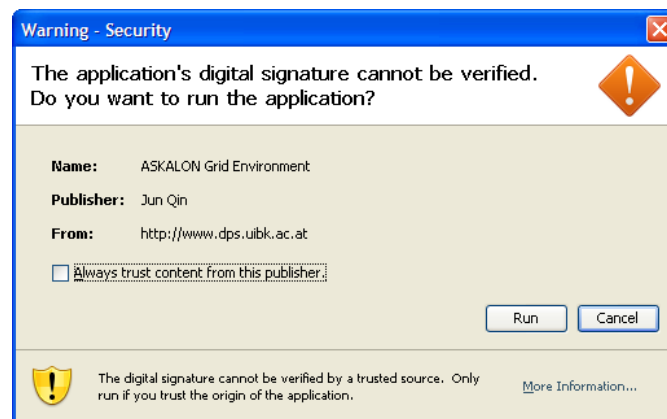 Warning - Security
The application's digital signature cannot be verified.
Do you want to run the application?
Name: ASKALON Grid Environment
Publisher: Jun Qin
From: http://www.dps.uibk.ac.at
Always trust content from this publisher.
Run Cancel
The digital signature cannot be verified by a trusted source. Only
run if you trust the origin of the application.
More Information...